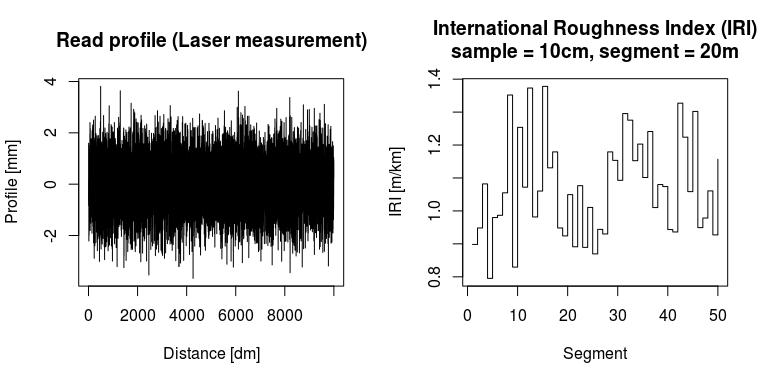 Read profile (Laser measurement)
Profile [mm]
4
2
0
-2
0 2000 4000 6000 8000
Distance [dm]
International Roughness Index (IRI)
sample = 10cm, segment = 20m
IRI [m/km]
1.4
1.2
1.0
0.8
0 10 20 30 40 50
Segment